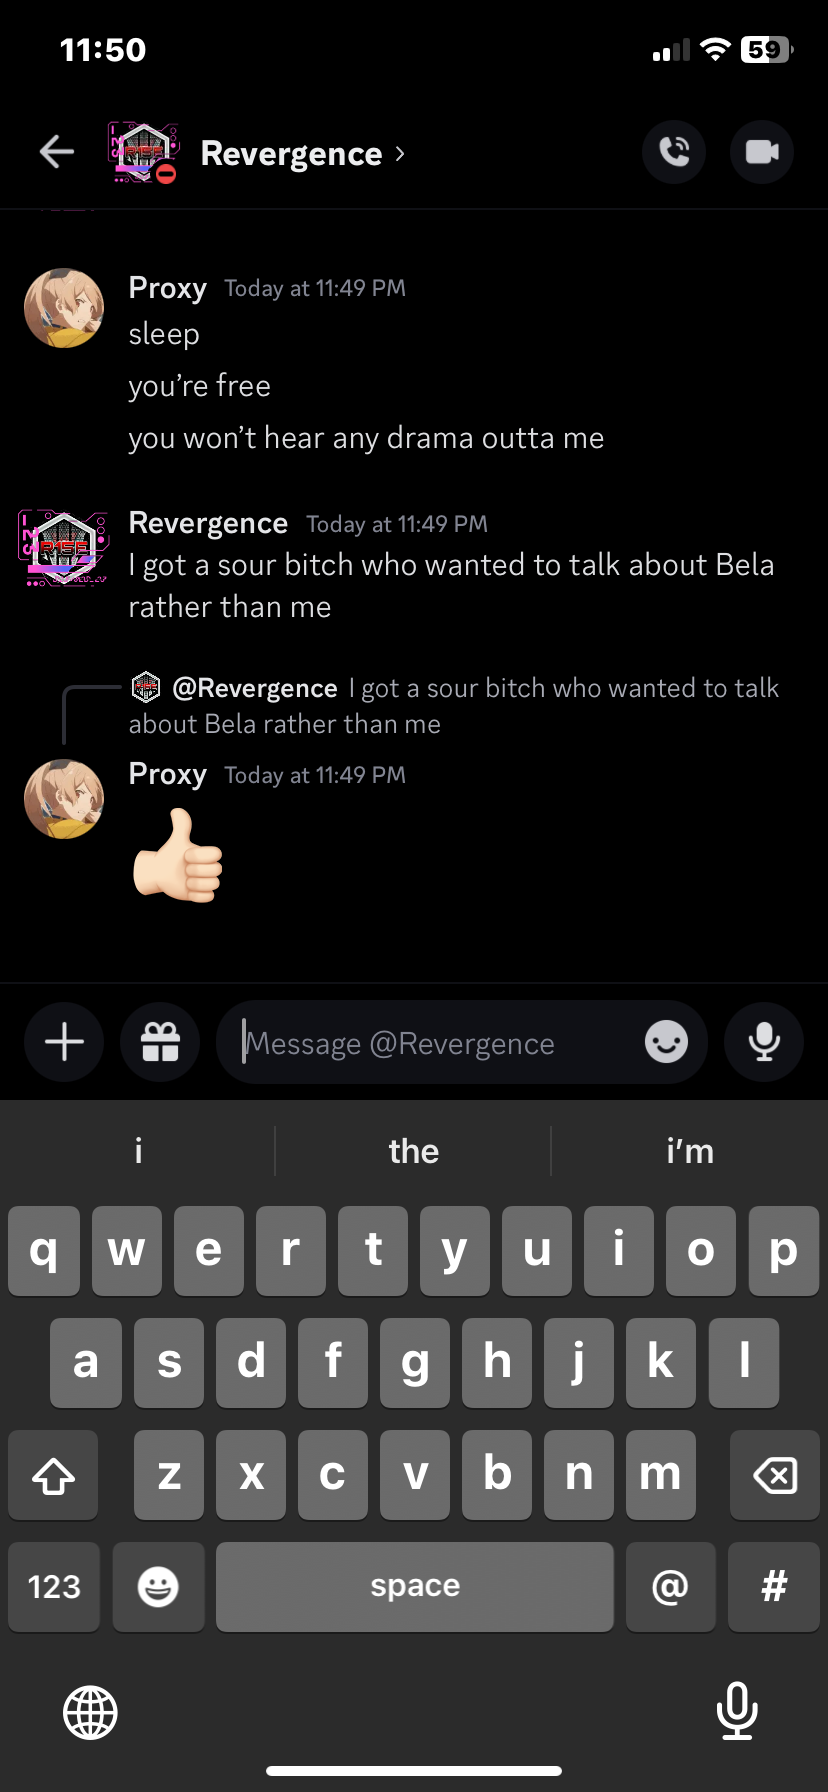 11:50
59
Revergence
Proxy Today at 11:49 PM
sleep
you’re free
you won’t hear any drama outta me
Revergence Today at 11:49 PM
I got a sour bitch who wanted to talk about Bela
rather than me
@Revergence I got a sour bitch who wanted to talk
about Bela rather than me
Proxy Today at 11:49 PM
Message @Revergence
i the i’m
q w e r t y u i o p
a s d f g h j k l
z x c v b n m
123 space @ #